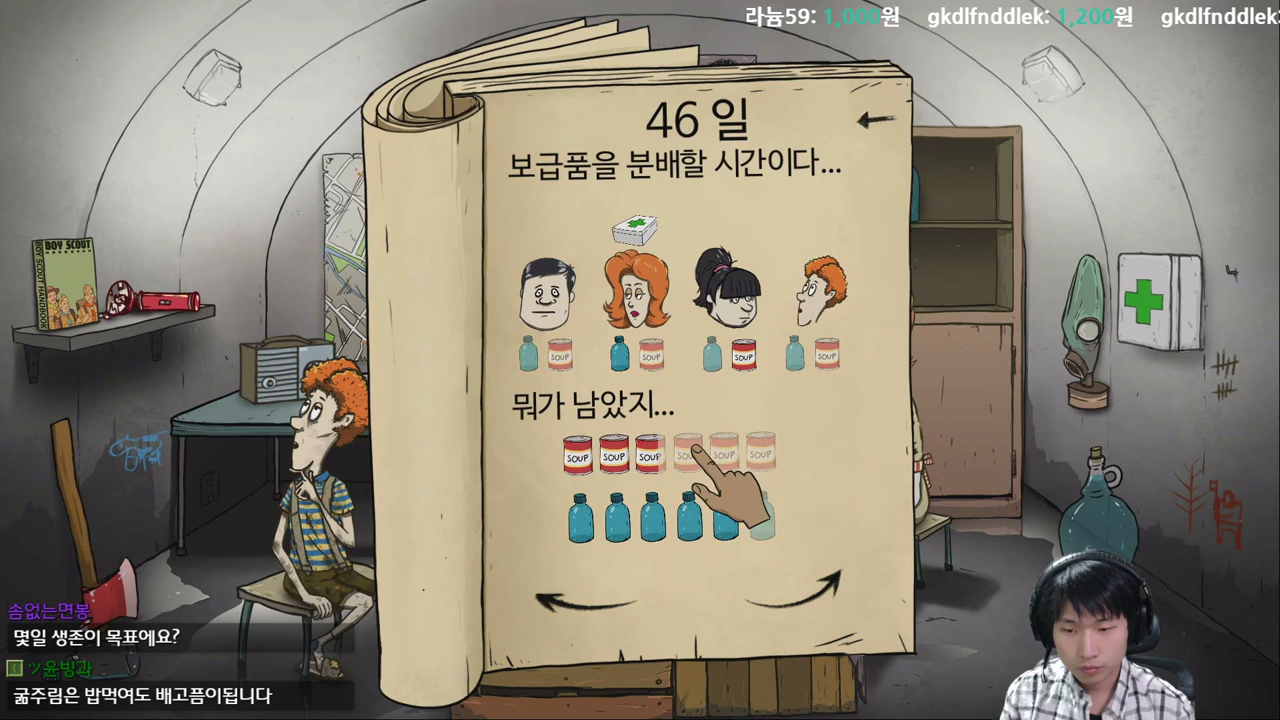 라늄59: 1,000원 gkdlfnddlek: 1,200원 gkdlfnddlek:
46 일
보급품을 분배할 시간이다...
BOY SCOUT
BOY SCOUT HANDBOOK
SOUP SOUP SOUP SOUP
뭐가 남았지...
SOUP SOUP SOUP SOUP SOUP SOUP
솜없는면봉
몇일 생존이 목표에요?
ツ윤빙과
굶주림은 밥먹여도 배고픔이됩니다